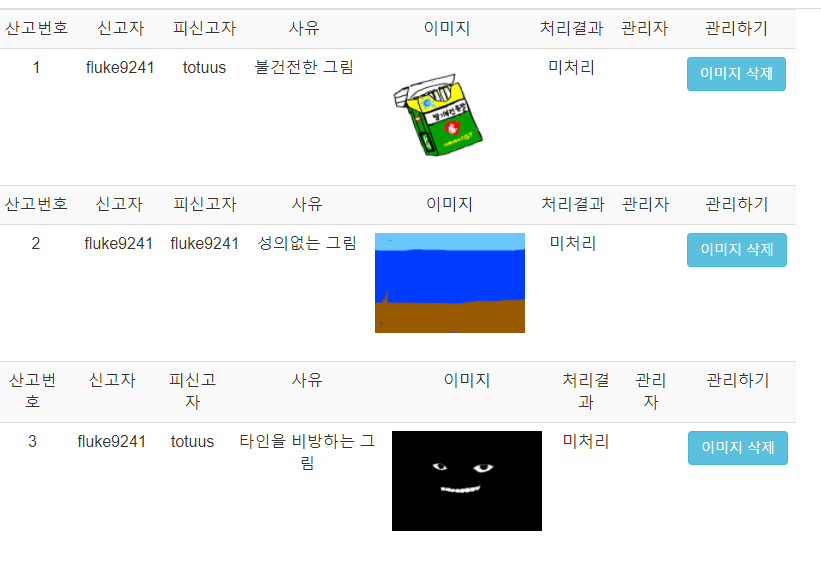 산고번호 신고자 피신고자 사유 이미지 처리결과 관리자 관리하기
1 fluke9241 totuus 불건전한 그림 미처리 이미지 삭제
산고번호 신고자 피신고자 사유 이미지 처리결과 관리자 관리하기
2 fluke9241 fluke9241 성의없는 그림 미처리 이미지 삭제
산고번 신고자 피신고 사유 이미지 처리결 관리 관리하기
호 자 과 자
3 fluke9241 totuus 타인을 비방하는 그 미처리 이미지 삭제
림